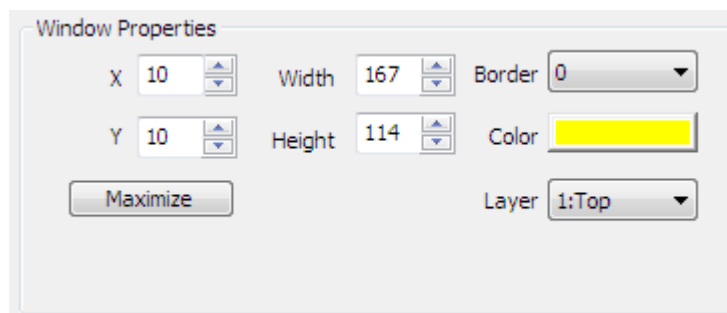 Window Properties
X 10 Width 167 Border 0
Y 10 Height 114 Color
Maximize Layer 1:Top